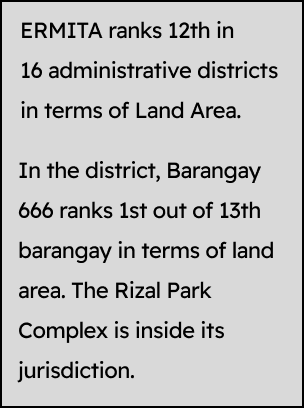 ERMITA ranks 12th in
16 administrative districts
in terms of Land Area.
In the district, Barangay
666 ranks 1st out of 13th
barangay in terms of land
area. The Rizal Park
Complex is inside its
jurisdiction.